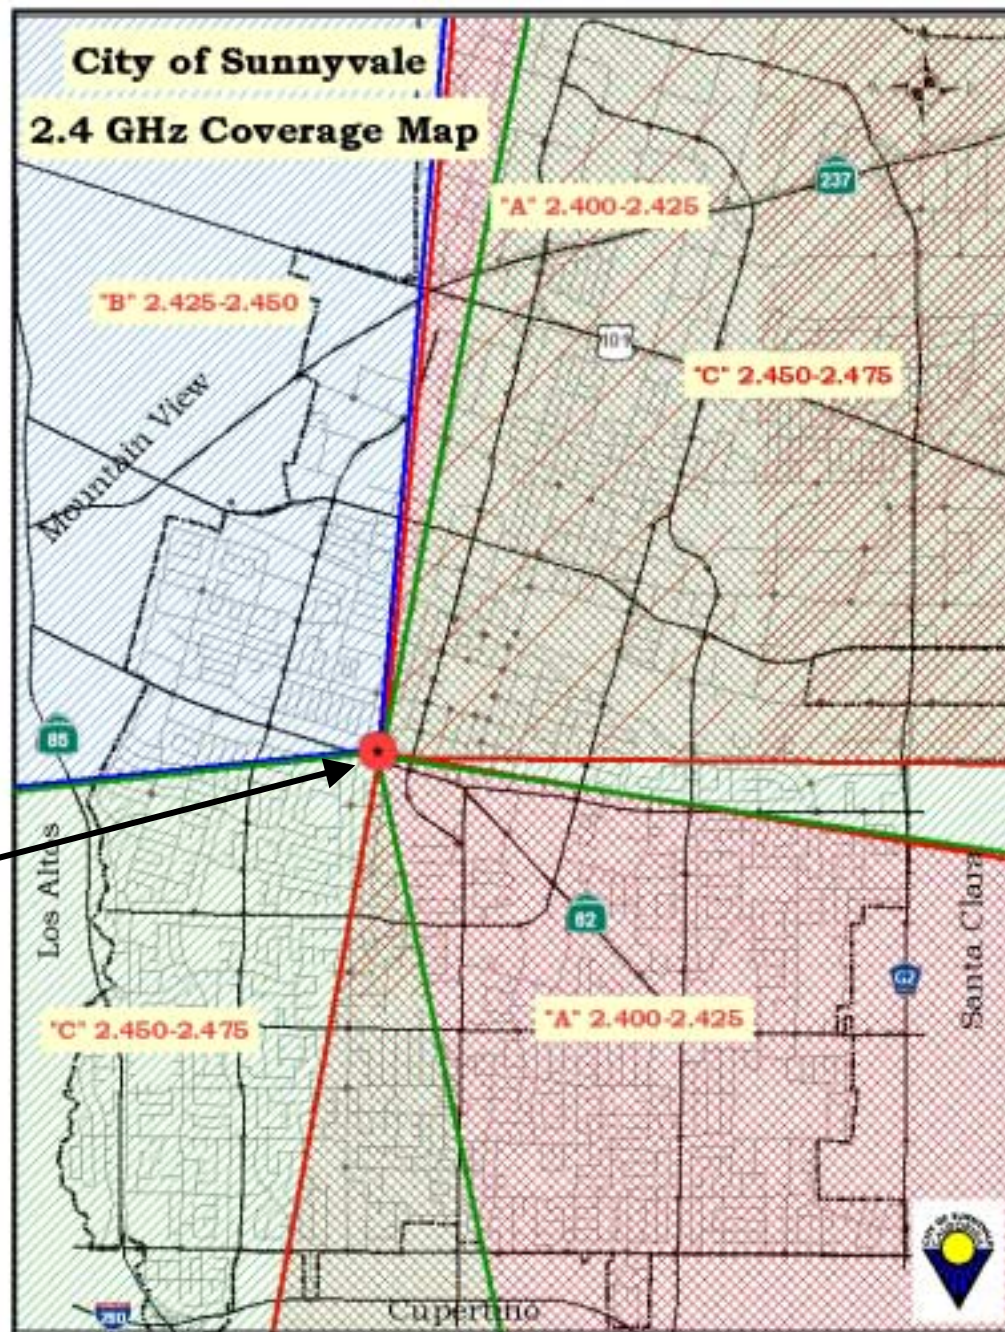 City of Sunnyvale
2.4 GHz Coverage Map
237
"A" 2.400-2.425
"B" 2.425-2.450
101
"C" 2.450-2.475
Mountain View
85
Los Altos
82
Santa Clara
G2
"C" 2.450-2.475
"A" 2.400-2.425
280
Cupertino